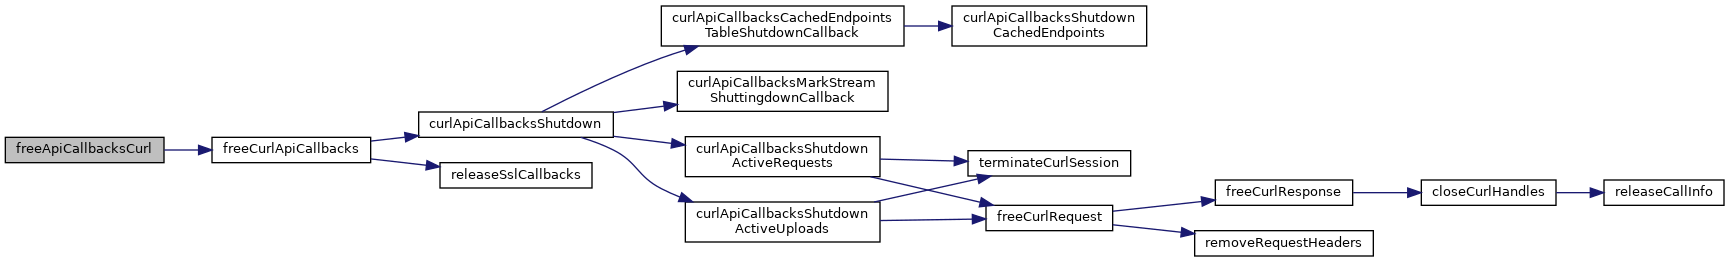 freeApiCallbacksCurl
freeCurlApiCallbacks
curlApiCallbacksShutdown
releaseSslCallbacks
curlApiCallbacksCachedEndpoints
TableShutdownCallback
curlApiCallbacksShutdown
CachedEndpoints
curlApiCallbacksMarkStream
ShuttingdownCallback
curlApiCallbacksShutdown
ActiveRequests
curlApiCallbacksShutdown
ActiveUploads
terminateCurlSession
freeCurlRequest
freeCurlResponse
removeRequestHeaders
closeCurlHandles
releaseCallInfo